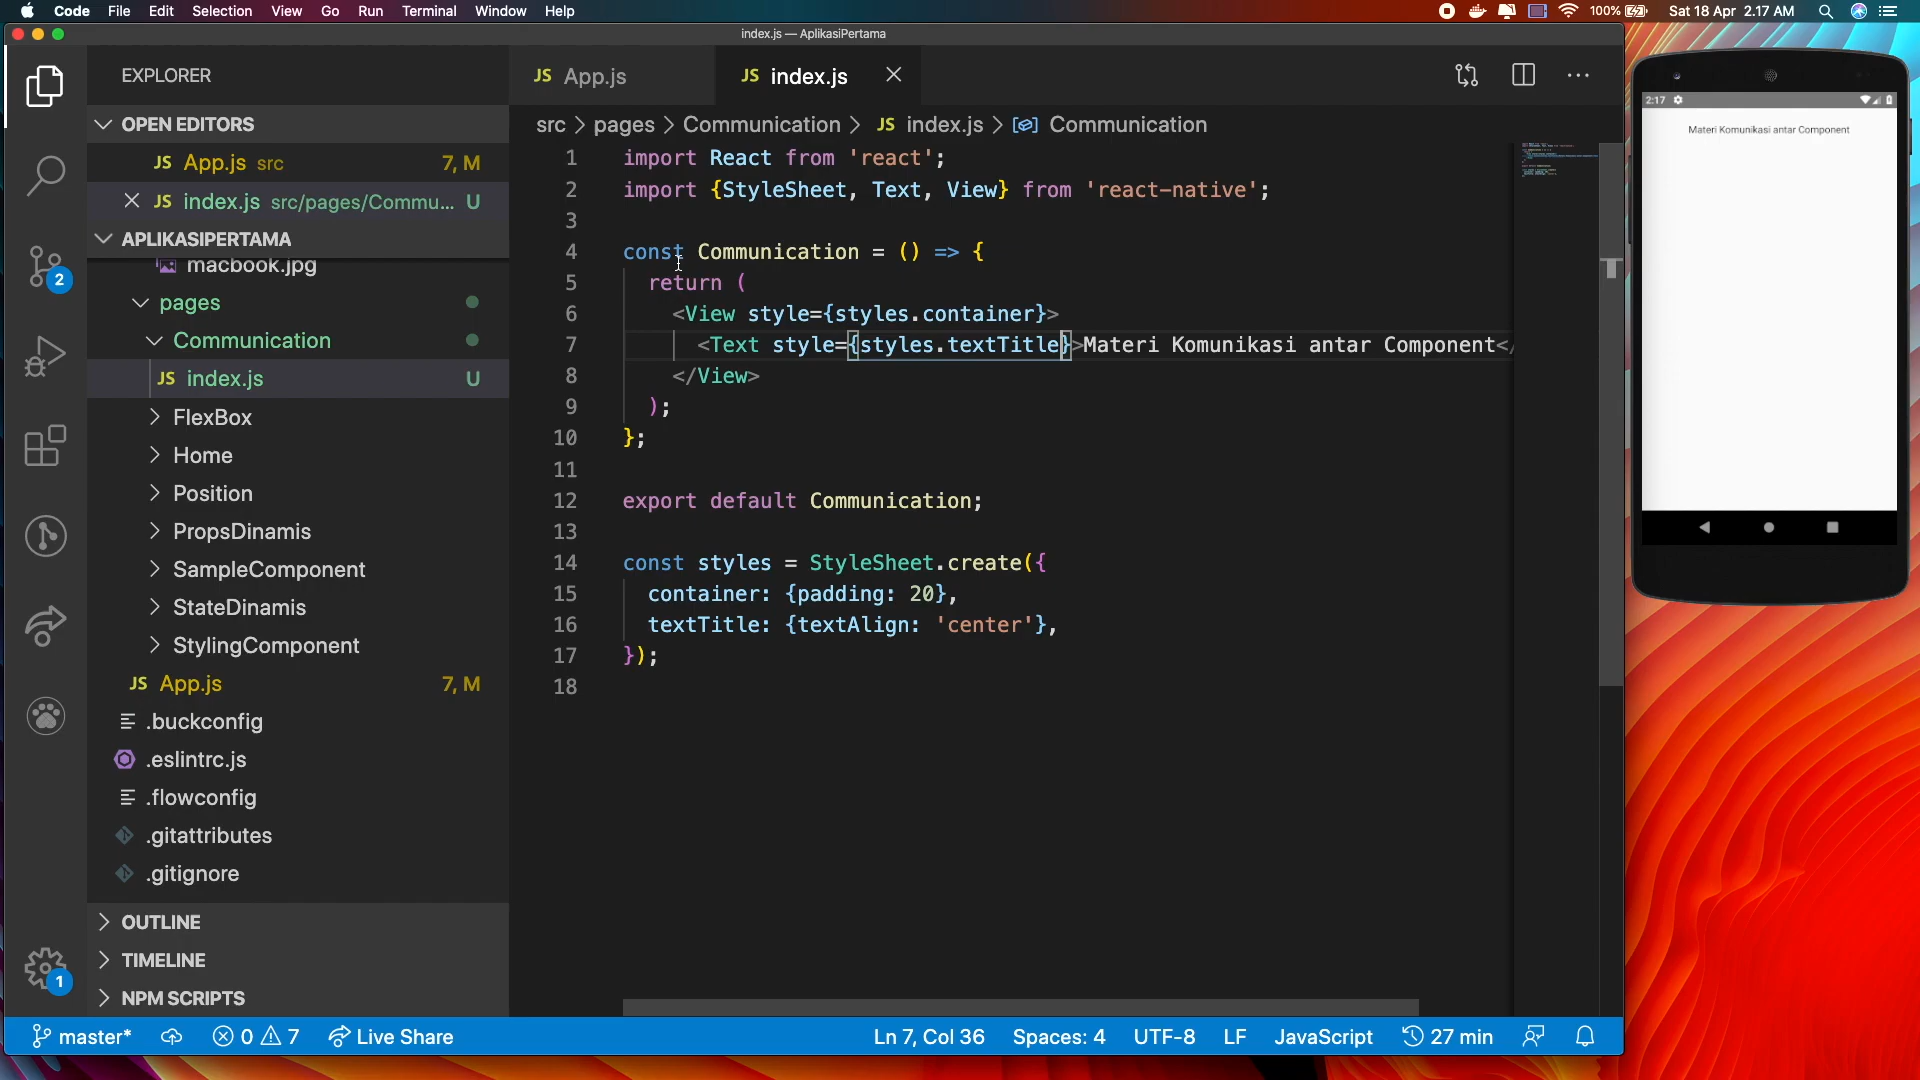 Code File Edit Selection View Go Run Terminal Window Help 100% Sat 18 Apr 2.17 AM
index.js — AplikasiPertama
EXPLORER
OPEN EDITORS
JS App.js src 7, M
JS index.js src/pages/Commu... U
APLIKASIPERTAMA
macbook.jpg
pages
Communication
JS index.js U
FlexBox
Home
Position
PropsDinamis
SampleComponent
StateDinamis
StylingComponent
JS App.js 7, M
.buckconfig
.eslintrc.js
.flowconfig
.gitattributes
.gitignore
OUTLINE
TIMELINE
NPM SCRIPTS
2
1
JS App.js JS index.js
src > pages > Communication > JS index.js > Communication
1 import React from 'react';
2 import {StyleSheet, Text, View} from 'react-native';
3
4 const Communication = () => {
5 return (
6 <View style={styles.container}>
7 <Text style={styles.textTitle}>Materi Komunikasi antar Component</
8 </View>
9 );
10 };
11
12 export default Communication;
13
14 const styles = StyleSheet.create({
15 container: {padding: 20},
16 textTitle: {textAlign: 'center'},
17 });
18
master* 0 7 Live Share Ln 7, Col 36 Spaces: 4 UTF-8 LF JavaScript 27 min
2:17
Materi Komunikasi antar Component